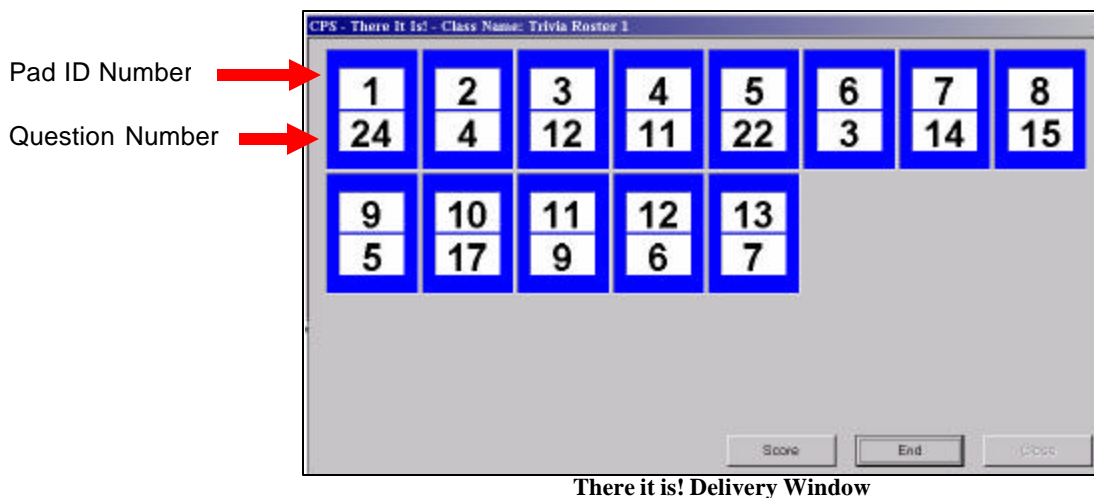 CPS - There It Is! - Class Name: Trivia Roster 1
Pad ID Number
1 2 3 4 5 6 7 8
Question Number
24 4 12 11 22 3 14 15
9 10 11 12 13
5 17 9 6 7
Score End Close
There it is! Delivery Window